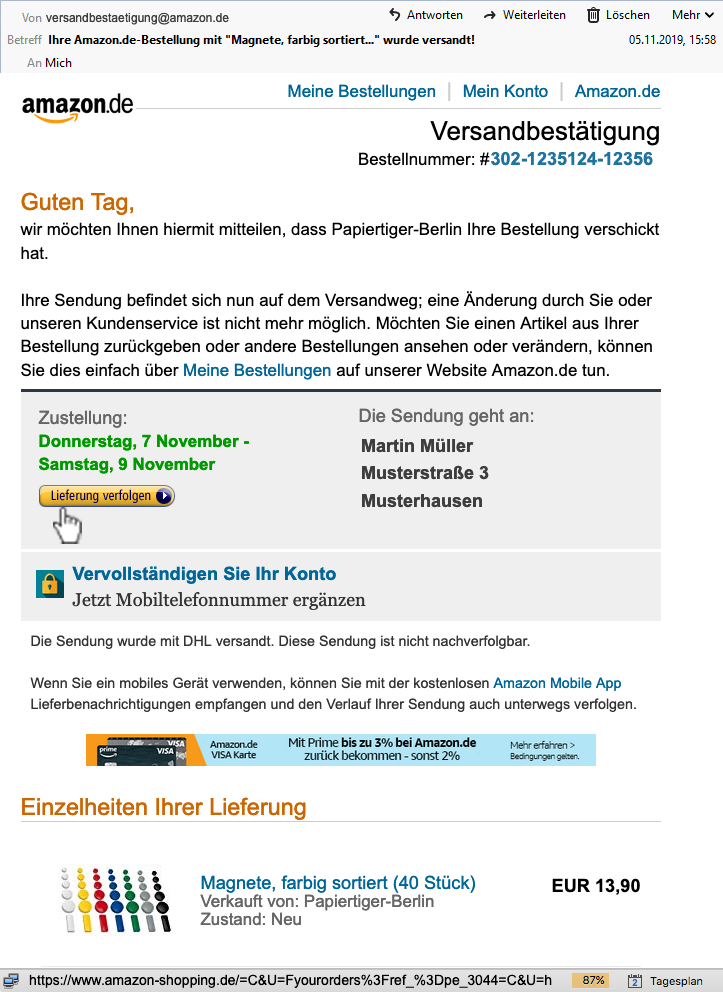 Von versandbestaetigung@amazon.de
Antworten
Weiterleiten
Löschen
Mehr
Betreff Ihre Amazon.de-Bestellung mit "Magnete, farbig sortiert..." wurde versandt!
05.11.2019, 15:58
An Mich
amazon.de
Meine Bestellungen | Mein Konto | Amazon.de
Versandbestätigung
Bestellnummer: #302-1235124-12356
Guten Tag,
wir möchten Ihnen hiermit mitteilen, dass Papiertiger-Berlin Ihre Bestellung verschickt
hat.
Ihre Sendung befindet sich nun auf dem Versandweg; eine Änderung durch Sie oder
unseren Kundenservice ist nicht mehr möglich. Möchten Sie einen Artikel aus Ihrer
Bestellung zurückgeben oder andere Bestellungen ansehen oder verändern, können
Sie dies einfach über Meine Bestellungen auf unserer Website Amazon.de tun.
Zustellung:
Donnerstag, 7 November -
Samstag, 9 November
Lieferung verfolgen
Die Sendung geht an:
Martin Müller
Musterstraße 3
Musterhausen
Vervollständigen Sie Ihr Konto
Jetzt Mobiltelefonnummer ergänzen
Die Sendung wurde mit DHL versandt. Diese Sendung ist nicht nachverfolgbar.
Wenn Sie ein mobiles Gerät verwenden, können Sie mit der kostenlosen Amazon Mobile App
Lieferbenachrichtigungen empfangen und den Verlauf Ihrer Sendung auch unterwegs verfolgen.
prime
VISA
VISA
Amazon.de
VISA Karte
Mit Prime bis zu 3% bei Amazon.de
zurück bekommen - sonst 2%
Mehr erfahren >
Bedingungen gelten.
Einzelheiten Ihrer Lieferung
Magnete, farbig sortiert (40 Stück)
Verkauft von: Papiertiger-Berlin
Zustand: Neu
EUR 13,90
https://www.amazon-shopping.de/=C&U=Fyourorders%3Fref_%3Dpe_3044=C&U=h
87%
2
Tagesplan